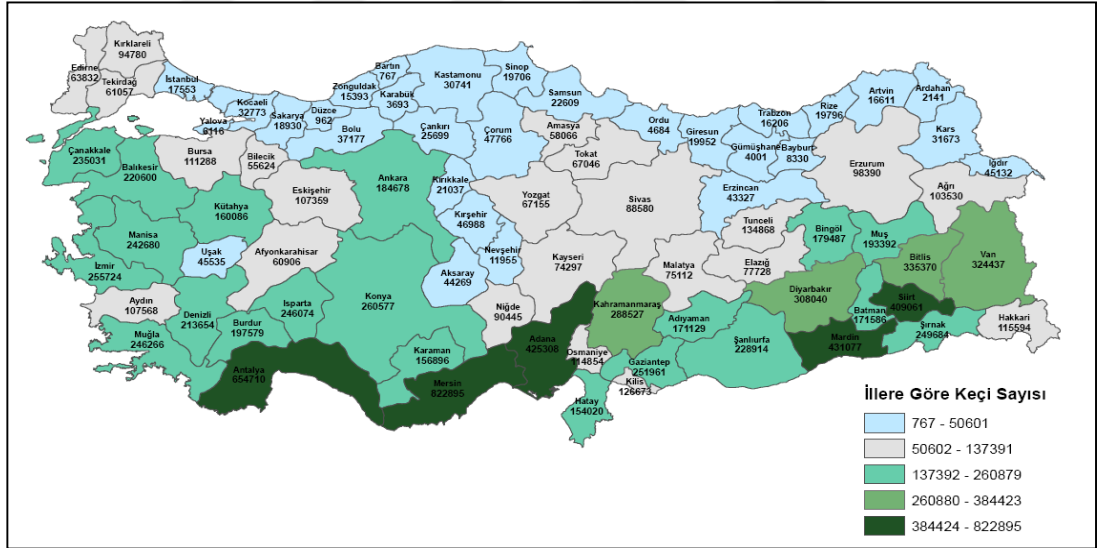 Kırklareli
94780
Edirne
63832
Tekirdağ
61057
İstanbul
17553
Kocaeli
32773
Yalova
6116
Sakarya
18930
Düzce
962
Bolu
37177
Zonguldak
15393
Bartın
767
Karabük
3693
Kastamonu
30741
Sinop
19706
Samsun
22609
Çankırı
25699
Çorum
47766
Amasya
58066
Tokat
67046
Ordu
4684
Giresun
19952
Trabzon
16206
Gümüşhane
4001
Bayburt
8330
Rize
19796
Artvin
16611
Ardahan
2141
Kars
31673
Iğdır
45132
Ağrı
103530
Erzurum
98390
Erzincan
43327
Çanakkale
235031
Balıkesir
220600
Bursa
111288
Bilecik
55624
Eskişehir
107359
Kütahya
160086
Ankara
184678
Kırıkkale
21037
Kırşehir
46988
Yozgat
67155
Sivas
88580
Tunceli
134868
Bingöl
179487
Muş
193392
Bitlis
335370
Van
324437
Manisa
242680
İzmir
255724
Uşak
45535
Afyonkarahisar
60906
Konya
260577
Aksaray
44269
Nevşehir
11955
Kayseri
74297
Malatya
75112
Elazığ
77728
Diyarbakır
308040
Batman
171586
Siirt
409061
Şırnak
249684
Hakkari
115594
Mardin
431077
Aydın
107568
Muğla
246266
Denizli
213654
Burdur
197579
Isparta
246074
Antalya
654710
Karaman
156896
Mersin
822895
Niğde
90445
Adana
425308
Osmaniye
114854
Kahramanmaraş
288527
Adıyaman
171129
Gaziantep
251961
Kilis
126673
Hatay
154020
Şanlıurfa
228914
İllere Göre Keçi Sayısı
767 - 50601
50602 - 137391
137392 - 260879
260880 - 384423
384424 - 822895